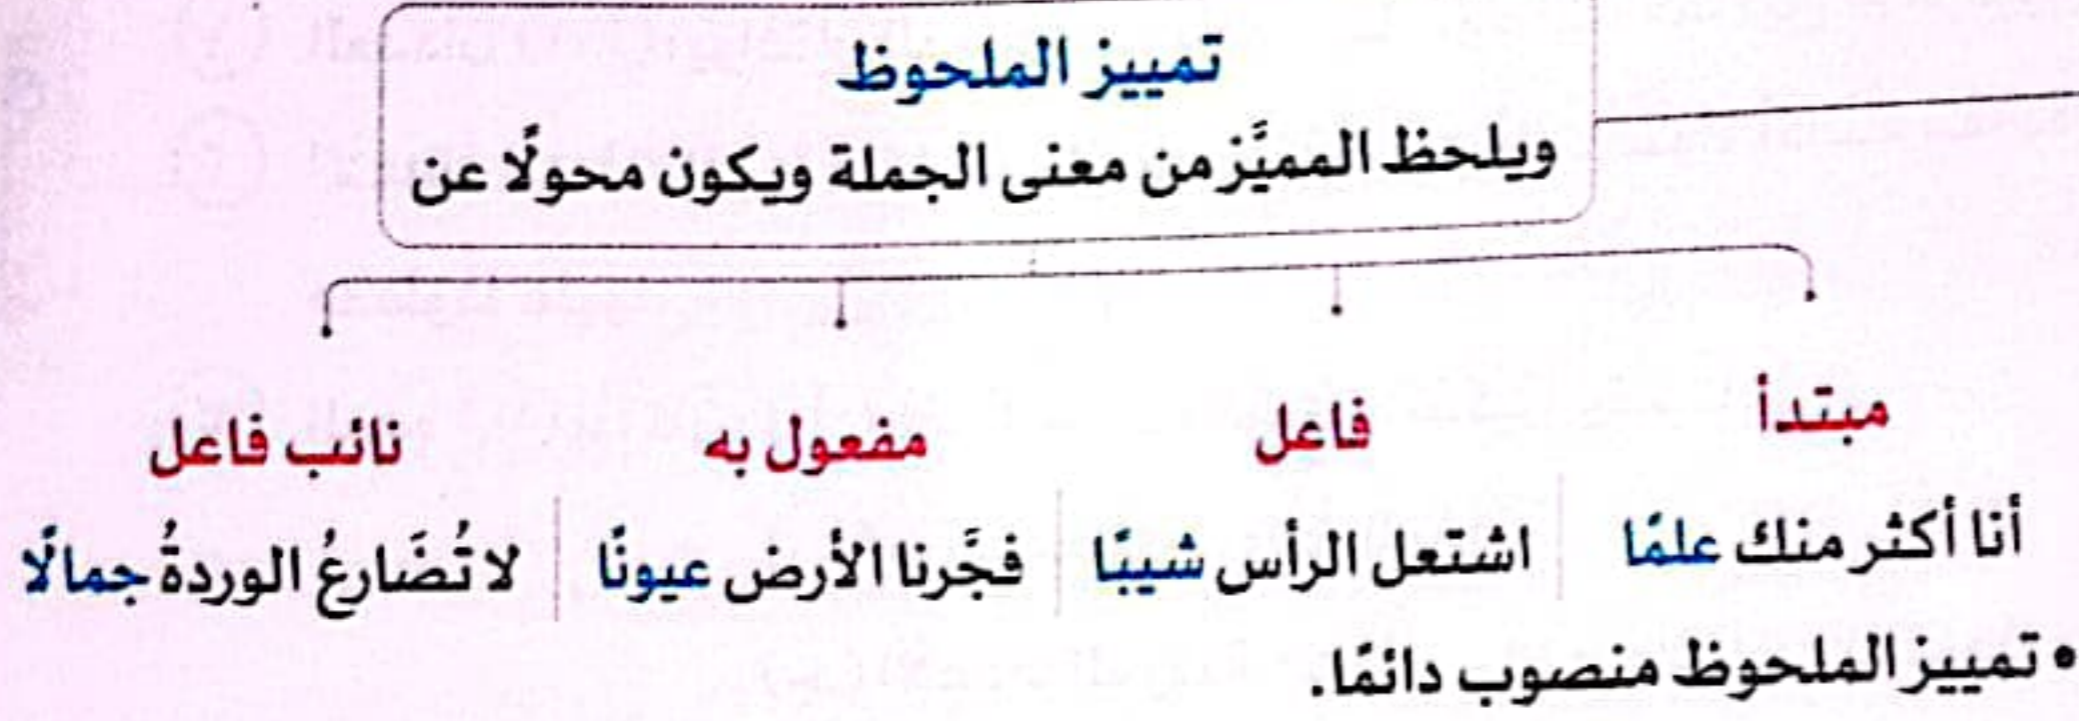 تمييز الملحوظ
ويلحظ المميَّز من معنى الجملة ويكون محولًا عن
مبتدأ
فاعل
مفعول به
نائب فاعل
أنا أكثر منك علمًا
اشتعل الرأس شيبًا
فجَّرنا الأرض عيونًا
لا تُضَارعُ الوردةُ جمالًا
• تمييز الملحوظ منصوب دائمًا.